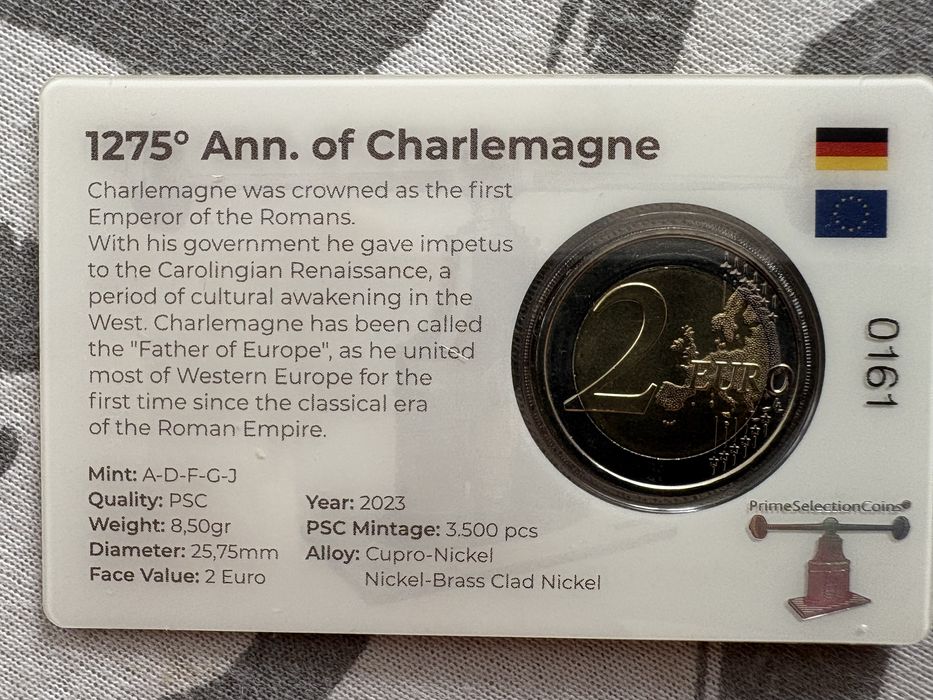 1275° Ann. of Charlemagne
Charlemagne was crowned as the first
Emperor of the Romans.
With his government he gave impetus
to the Carolingian Renaissance, a
period of cultural awakening in the
West. Charlemagne has been called
the "Father of Europe", as he united
most of Western Europe for the
first time since the classical era
of the Roman Empire.
2 EURO
0161
Mint: A-D-F-G-J
Quality: PSC
Weight: 8,50gr
Diameter: 25,75mm
Face Value: 2 Euro
Year: 2023
PSC Mintage: 3.500 pcs
Alloy: Cupro-Nickel
Nickel-Brass Clad Nickel
PrimeSelectionCoins®